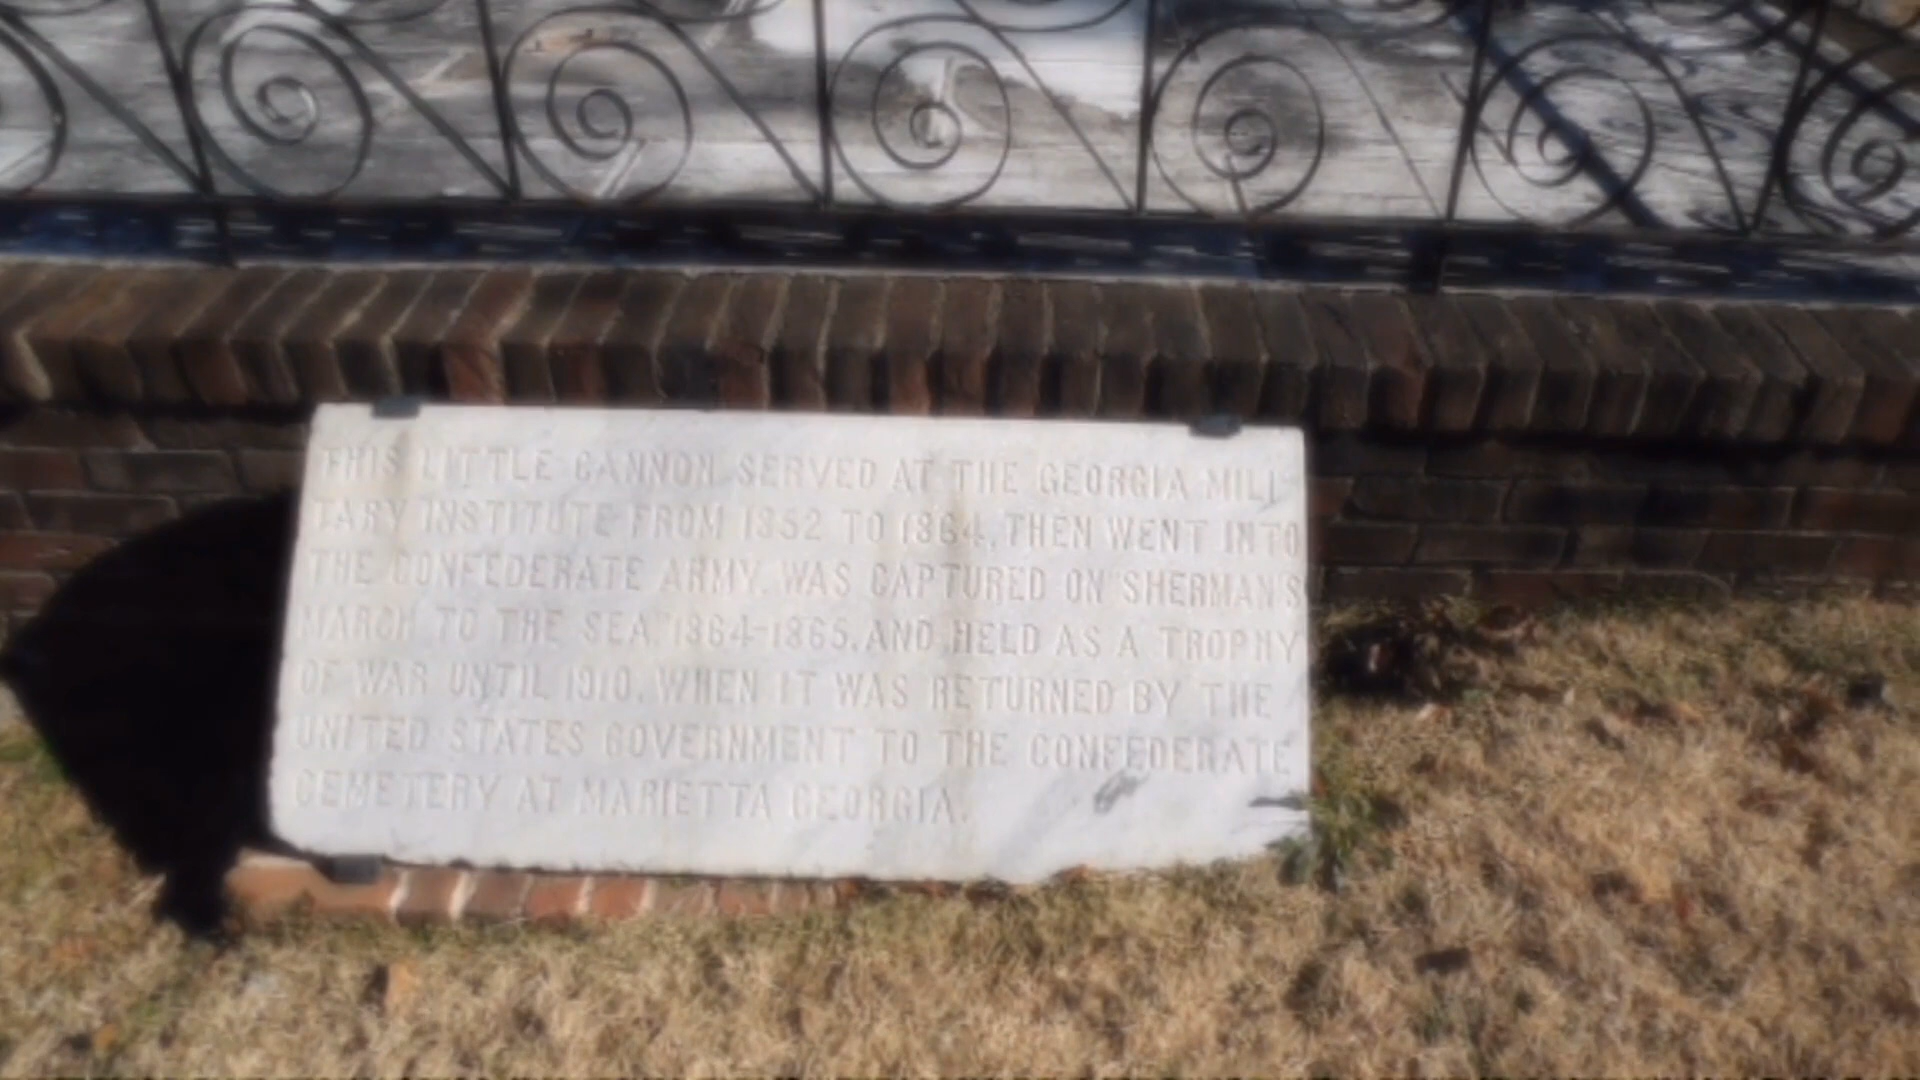 THIS LITTLE CANNON SERVED AT THE GEORGIA MILI
TARY INSTITUTE FROM 1852 TO 1864, THEN WENT INTO
THE CONFEDERATE ARMY, WAS CAPTURED ON SHERMAN'S
MARCH TO THE SEA, 1864-1865, AND HELD AS A TROPHY
OF WAR UNTIL 1910, WHEN IT WAS RETURNED BY THE
UNITED STATES GOVERNMENT TO THE CONFEDERATE
CEMETERY AT MARIETTA GEORGIA.